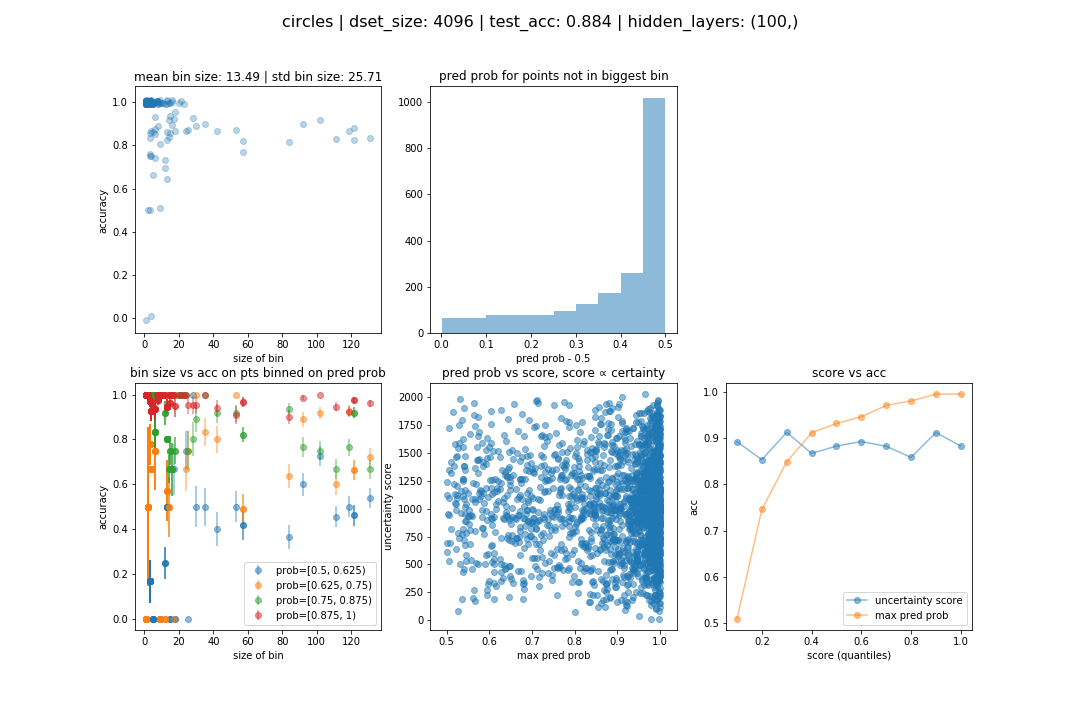 circles | dset_size: 4096 | test_acc: 0.884 | hidden_layers: (100,)
mean bin size: 13.49 | std bin size: 25.71
1.0
0.8
0.6
0.4
0.2
0.0
accuracy
0 20 40 60 80 100 120
size of bin
pred prob for points not in biggest bin
1000
800
600
400
200
0
0.0 0.1 0.2 0.3 0.4 0.5
pred prob - 0.5
bin size vs acc on pts binned on pred prob
1.0
0.8
0.6
0.4
0.2
0.0
accuracy
prob=[0.5, 0.625)
prob=[0.625, 0.75)
prob=[0.75, 0.875)
prob=[0.875, 1)
0 20 40 60 80 100 120
size of bin
pred prob vs score, score ∝ certainty
2000
1750
1500
1250
1000
750
500
250
0
uncertainty score
0.5 0.6 0.7 0.8 0.9 1.0
max pred prob
score vs acc
1.0
0.9
0.8
0.7
0.6
0.5
acc
uncertainty score
max pred prob
0.2 0.4 0.6 0.8 1.0
score (quantiles)